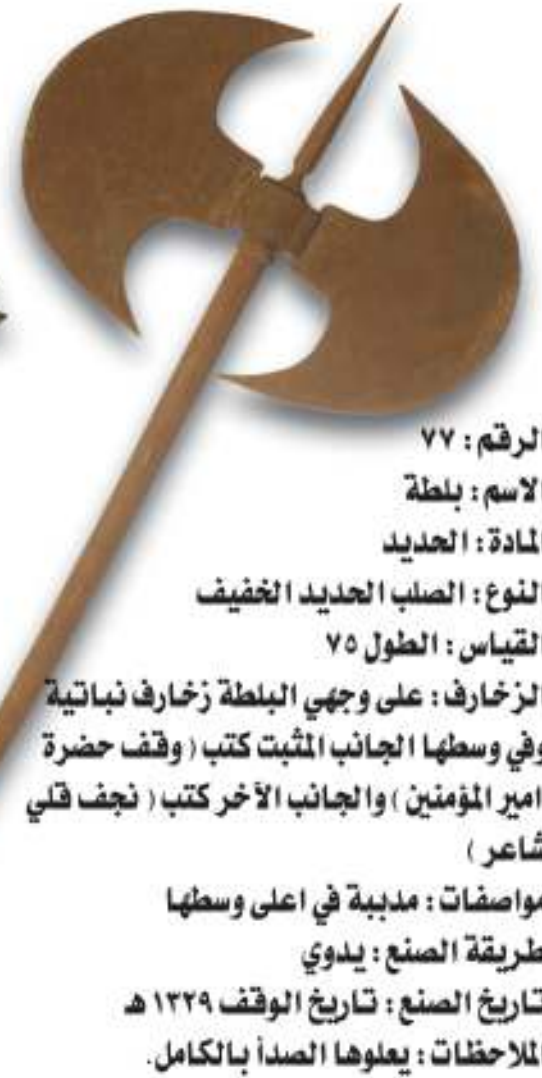 الرقم : ٧٧
الاسم : بلطة
المادة : الحديد
النوع : الصلب الحديد الخفيف
القياس : الطول ٧٥
الزخارف : على وجهي البلطة زخارف نباتية
وفي وسطها الجانب المثبت كتب ( وقف حضرة
امير المؤمنين ) والجانب الآخر كتب ( نجف قلي
شاعر )
مواصفات : مدببة في اعلى وسطها
طريقة الصنع : يدوي
تاريخ الصنع : تاريخ الوقف ١٣٢٩ هـ
الملاحظات : يعلوها الصدأ بالكامل.